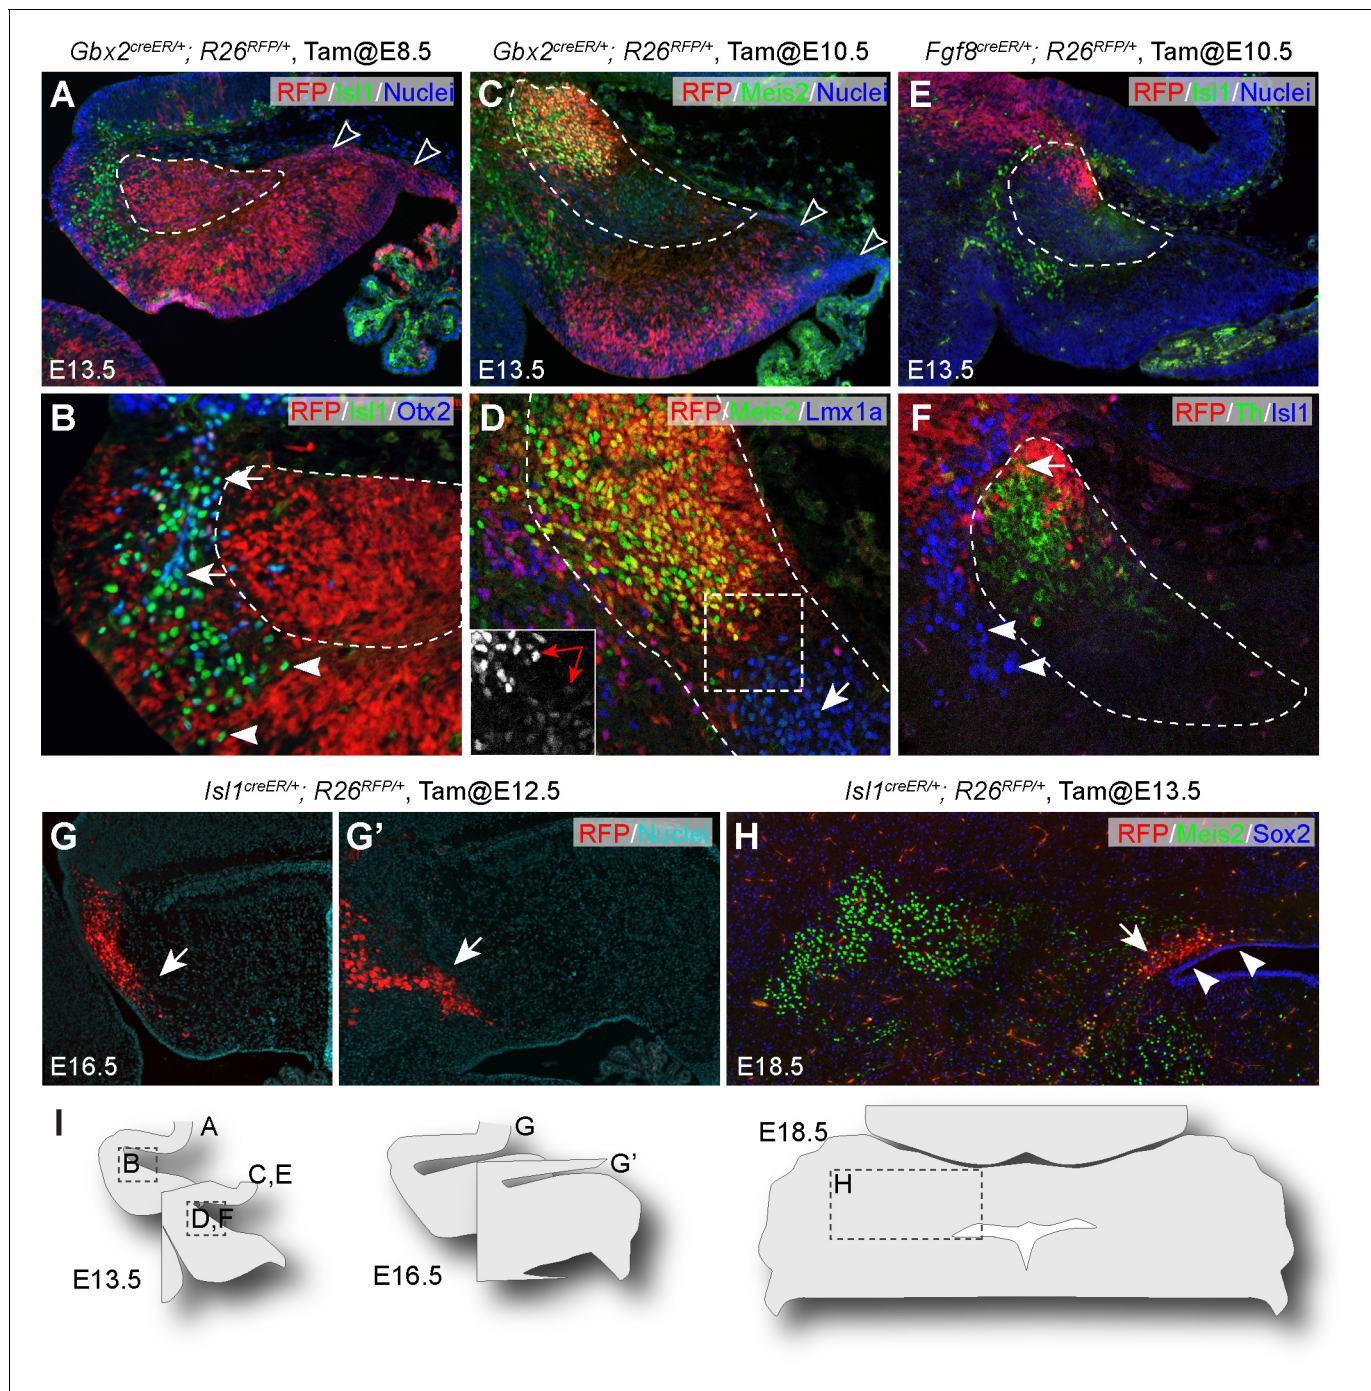 Gbx2creER/+; R26RFP/+, Tam@E8.5
Gbx2creER/+; R26RFP/+, Tam@E10.5
Fgf8creER/+; R26RFP/+, Tam@E10.5
A
RFP/Isl1/Nuclei
E13.5
C
RFP/Meis2/Nuclei
E13.5
E
RFP/Isl1/Nuclei
E13.5
B
RFP/Isl1/Otx2
D
RFP/Meis2/Lmx1a
F
RFP/Th/Isl1
Isl1creER/+; R26RFP/+, Tam@E12.5
Isl1creER/+; R26RFP/+, Tam@E13.5
G
E16.5
G’
RFP/Nuclei
H
RFP/Meis2/Sox2
E18.5
I
A
B
C,E
D,F
E13.5
G
G’
E16.5
E18.5
H